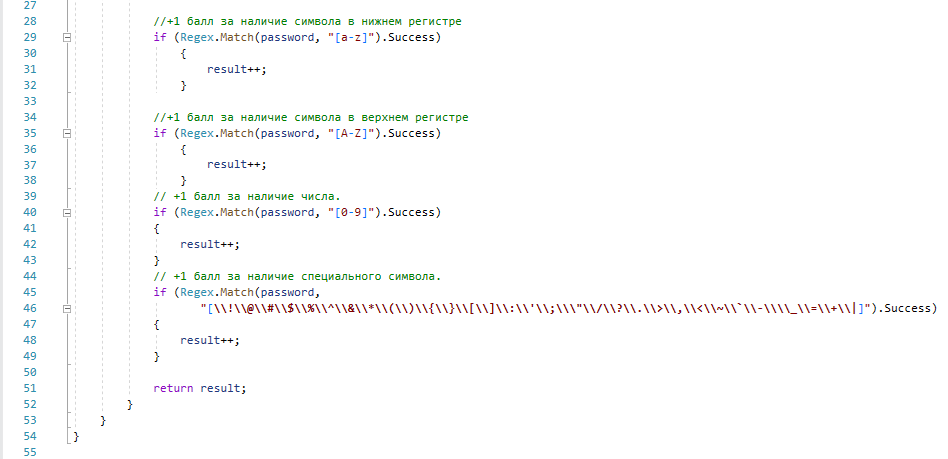 27
28 //+1 балл за наличие символа в нижнем регистре
29 if (Regex.Match(password, "[a-z]").Success)
30 {
31 result++;
32 }
33
34 //+1 балл за наличие символа в верхнем регистре
35 if (Regex.Match(password, "[A-Z]").Success)
36 {
37 result++;
38 }
39 // +1 балл за наличие числа.
40 if (Regex.Match(password, "[0-9]").Success)
41 {
42 result++;
43 }
44 // +1 балл за наличие специального символа.
45 if (Regex.Match(password,
46 "[\\!\\@\\#\\$\\%\\^\\&\\*\\(\\)\\{\\}\\[\\]\\:\\'\\;\\\"\\/\\?\\.\\>\\,\\<\\~\\`\\-\\\\_\\=\\+\\|]").Success)
47 {
48 result++;
49 }
50
51 return result;
52 }
53 }
54 }
55